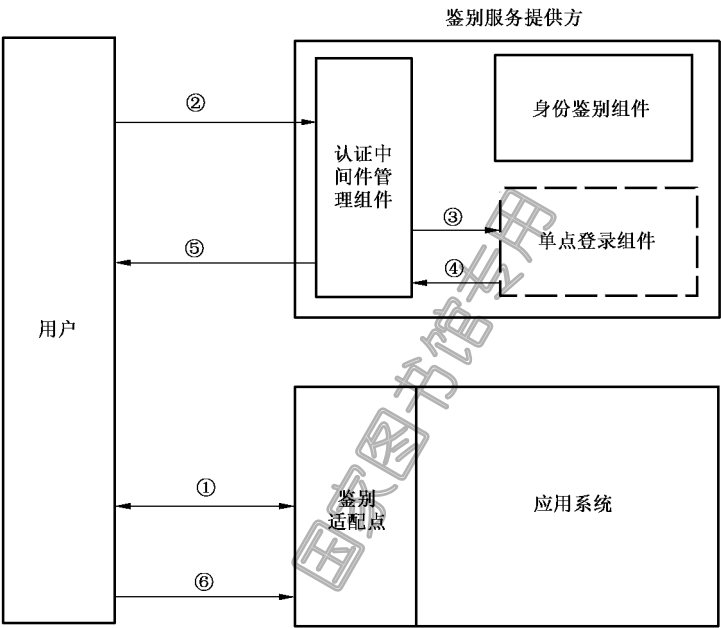 鉴别服务提供方
②
身份鉴别组件
认证中
间件管
理组件
③
单点登录组件
⑤
④
用户
①
鉴别
适配点
应用系统
⑥
国家图书馆专用